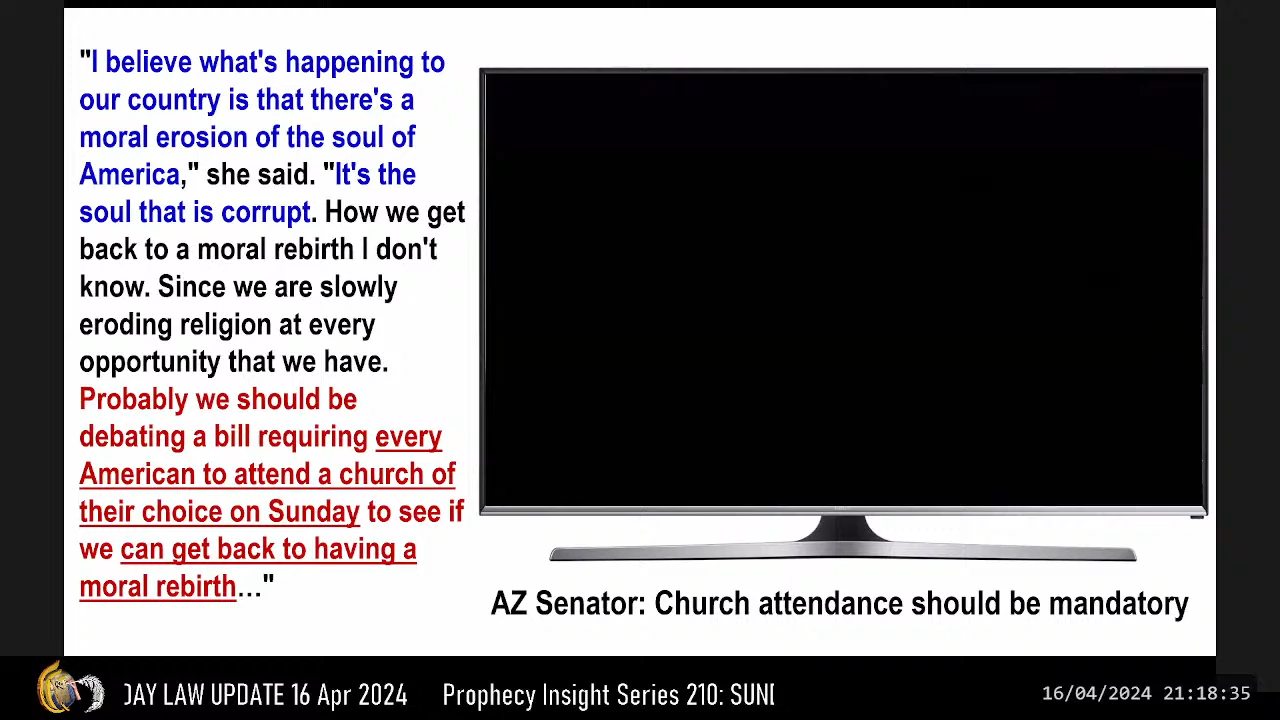 "I believe what's happening to
our country is that there's a
moral erosion of the soul of
America," she said. "It's the
soul that is corrupt. How we get
back to a moral rebirth I don't
know. Since we are slowly
eroding religion at every
opportunity that we have.
Probably we should be
debating a bill requiring every
American to attend a church of
their choice on Sunday to see if
we can get back to having a
moral rebirth…"
AZ Senator: Church attendance should be mandatory
DAY LAW UPDATE 16 Apr 2024 Prophecy Insight Series 210: SUND
16/04/2024 21:18:35